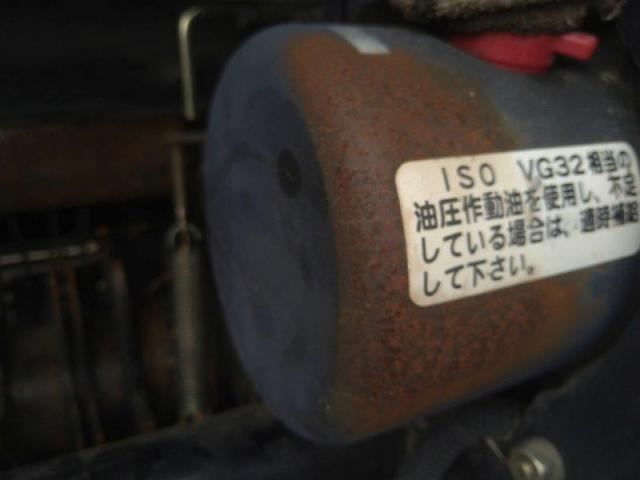 ISO VG32相当の
油圧作動油を使用し、不足
している場合は、適時補給
して下さい。